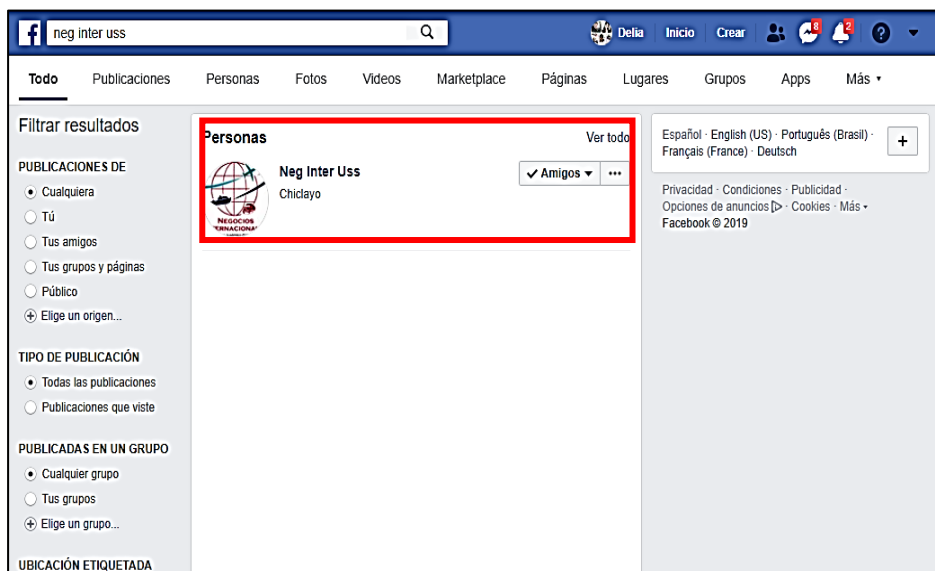 neg inter uss
Delia Inicio Crear 8 2
Todo Publicaciones Personas Fotos Videos Marketplace Páginas Lugares Grupos Apps Más
Filtrar resultados
PUBLICACIONES DE
Cualquiera
Tú
Tus amigos
Tus grupos y páginas
Público
Elige un origen...
TIPO DE PUBLICACIÓN
Todas las publicaciones
Publicaciones que viste
PUBLICADAS EN UN GRUPO
Cualquier grupo
Tus grupos
Elige un grupo...
UBICACIÓN ETIQUETADA
Personas Ver todo
Neg Inter Uss
Chiclayo
Amigos
NEGOCIOS
Español · English (US) · Português (Brasil) ·
Français (France) · Deutsch
Privacidad · Condiciones · Publicidad ·
Opciones de anuncios · Cookies · Más
Facebook © 2019